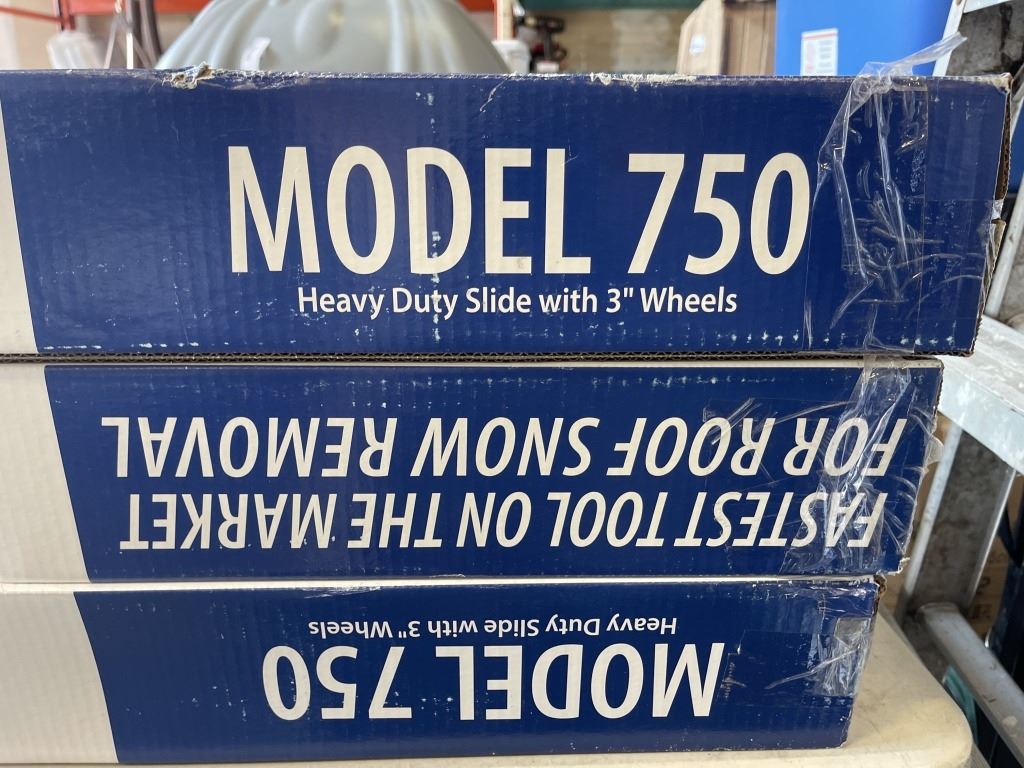 MODEL 750
Heavy Duty Slide with 3" Wheels
FASTEST TOOL ON THE MARKET
FOR ROOF SNOW REMOVAL
MODEL 750
Heavy Duty Slide with 3" Wheels